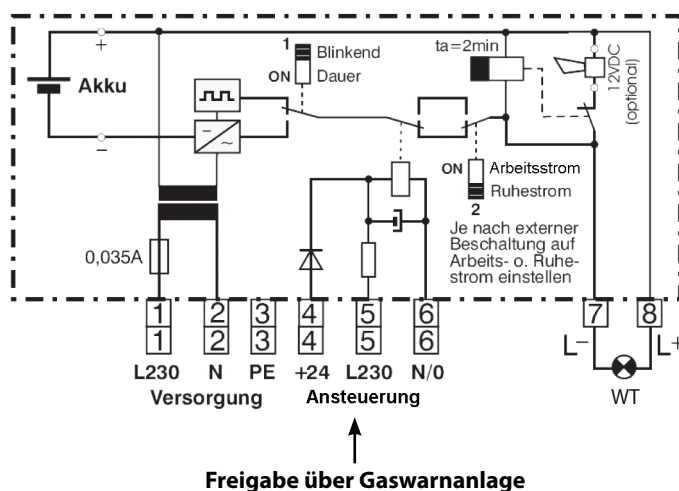 +
Akku
–
1
Blinkend
ON Dauer
ta=2min
12VDC
(optional)
– ~
ON Arbeitsstrom
Ruhestrom
2
Je nach externer
Beschaltung auf
Arbeits- o. Ruhe-
strom einstellen
0,035A
1 2 3 4 5 6 7 8
1 2 3 4 5 6
L230 N PE +24 L230 N/0
L– L+
Versorgung Ansteuerung
WT
Freigabe über Gaswarnanlage